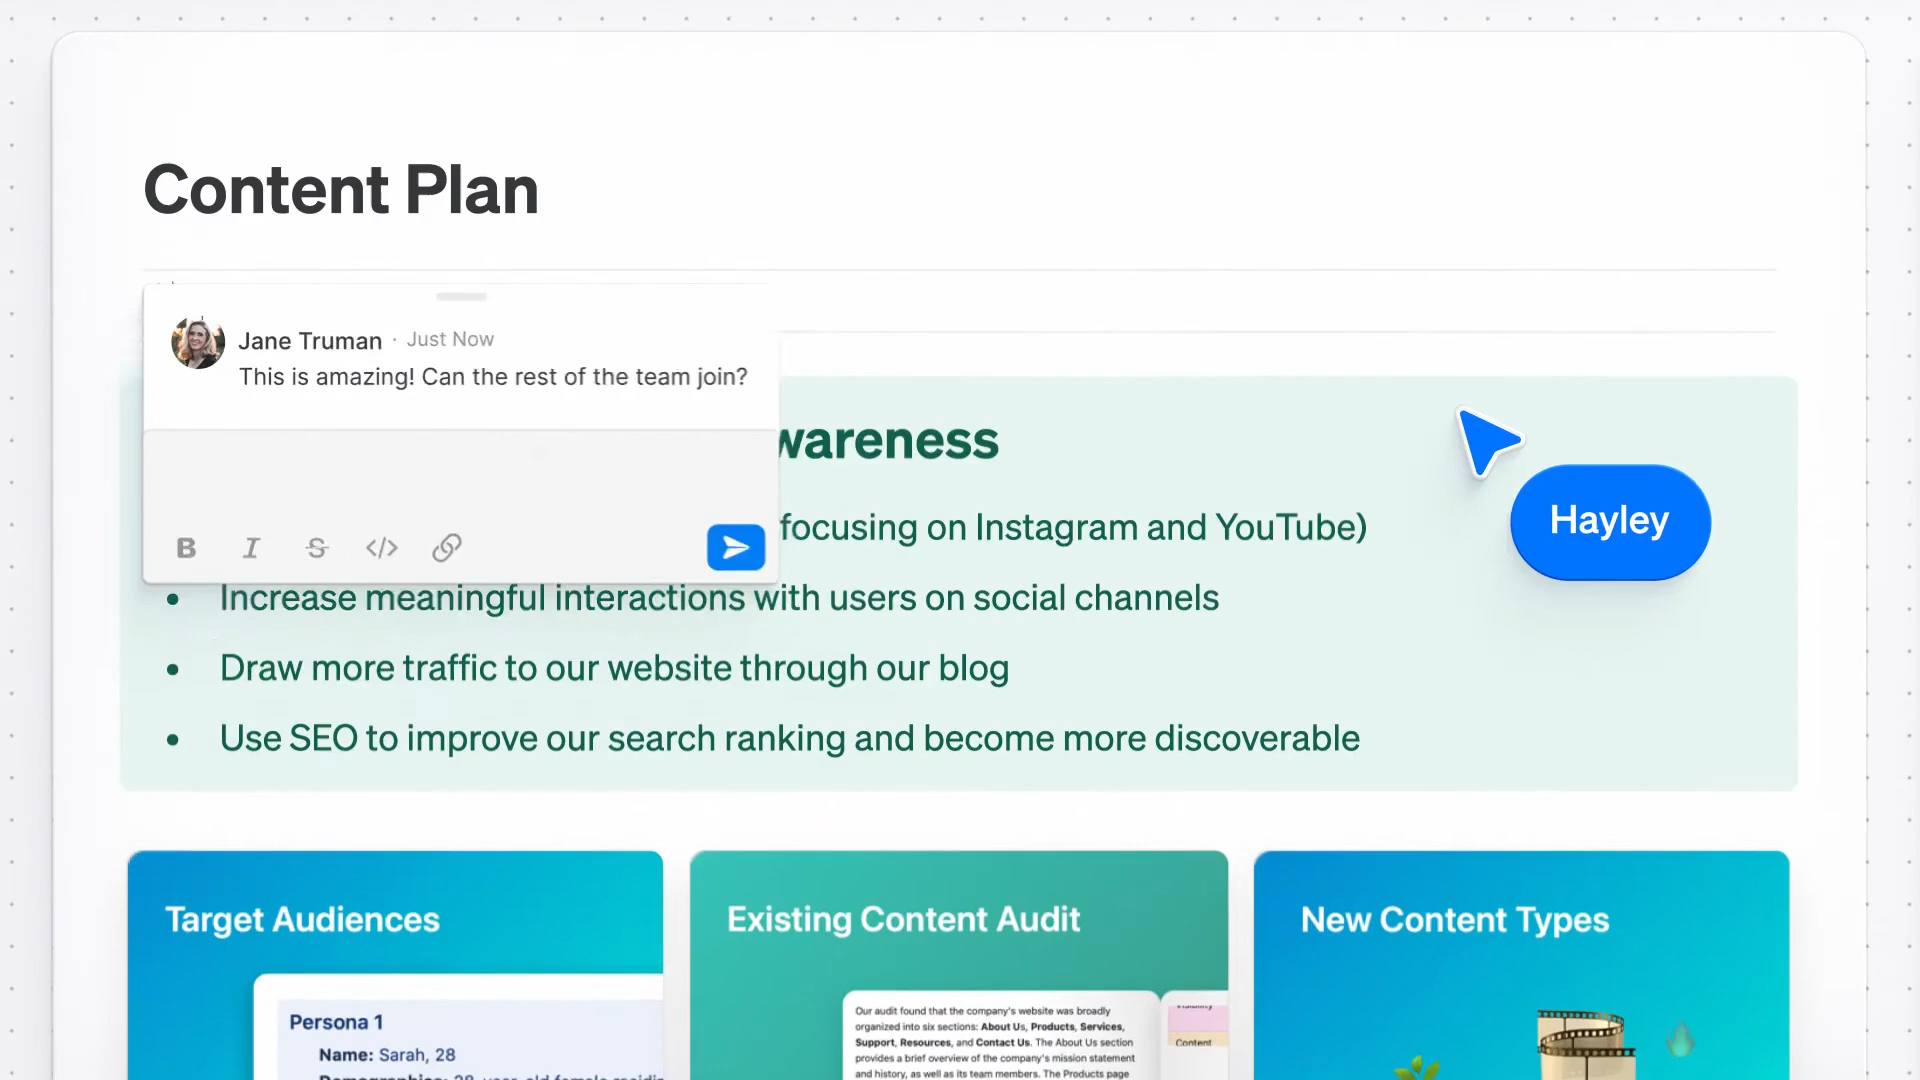 Content Plan
Jane Truman · Just Now
This is amazing! Can the rest of the team join?
wareness
focusing on Instagram and YouTube)
Hayley
B I S </>
• Increase meaningful interactions with users on social channels
• Draw more traffic to our website through our blog
• Use SEO to improve our search ranking and become more discoverable
Target Audiences
Persona 1
Name: Sarah, 28
Existing Content Audit
Our audit found that the company's website was broadly
organized into six sections: About Us, Products, Services,
Support, Resources, and Contact Us. The About Us section
provides a brief overview of the company's mission statement
and history, as well as its team members. The Products page
Content
New Content Types